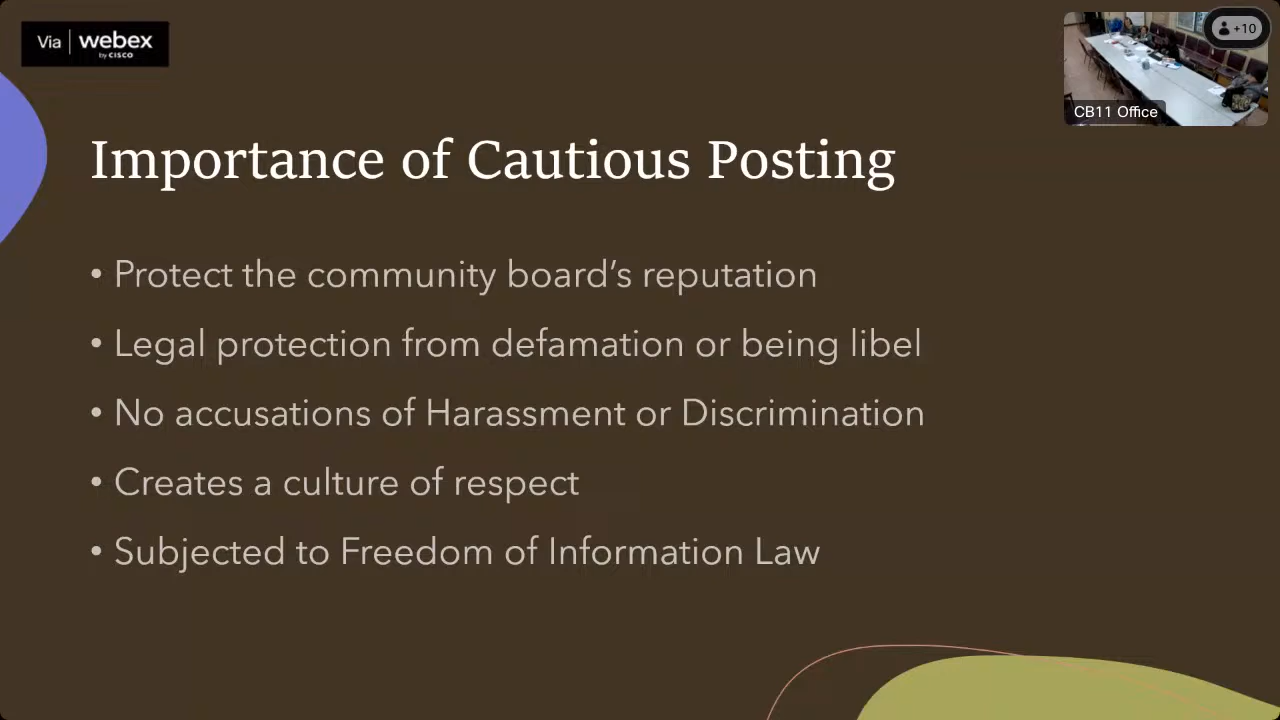 Via webex
by CISCO
+10
CB11 Office
Importance of Cautious Posting
• Protect the community board’s reputation
• Legal protection from defamation or being libel
• No accusations of Harassment or Discrimination
• Creates a culture of respect
• Subjected to Freedom of Information Law